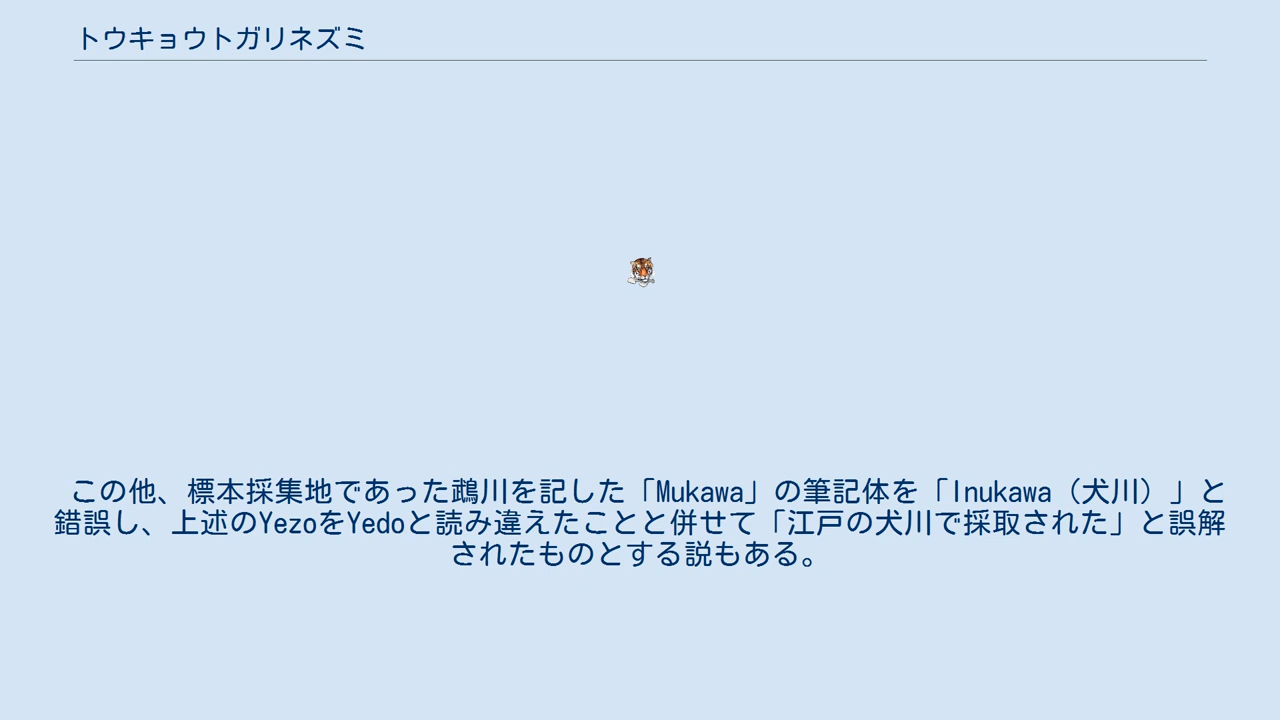 トウキョウトガリネズミ
この他、標本採集地であった鵡川を記した「Mukawa」の筆記体を「Inukawa（犬川）」と
錯誤し、上述のYezoをYedoと読み違えたことと併せて「江戸の犬川で採取された」と誤解
されたものとする説もある。